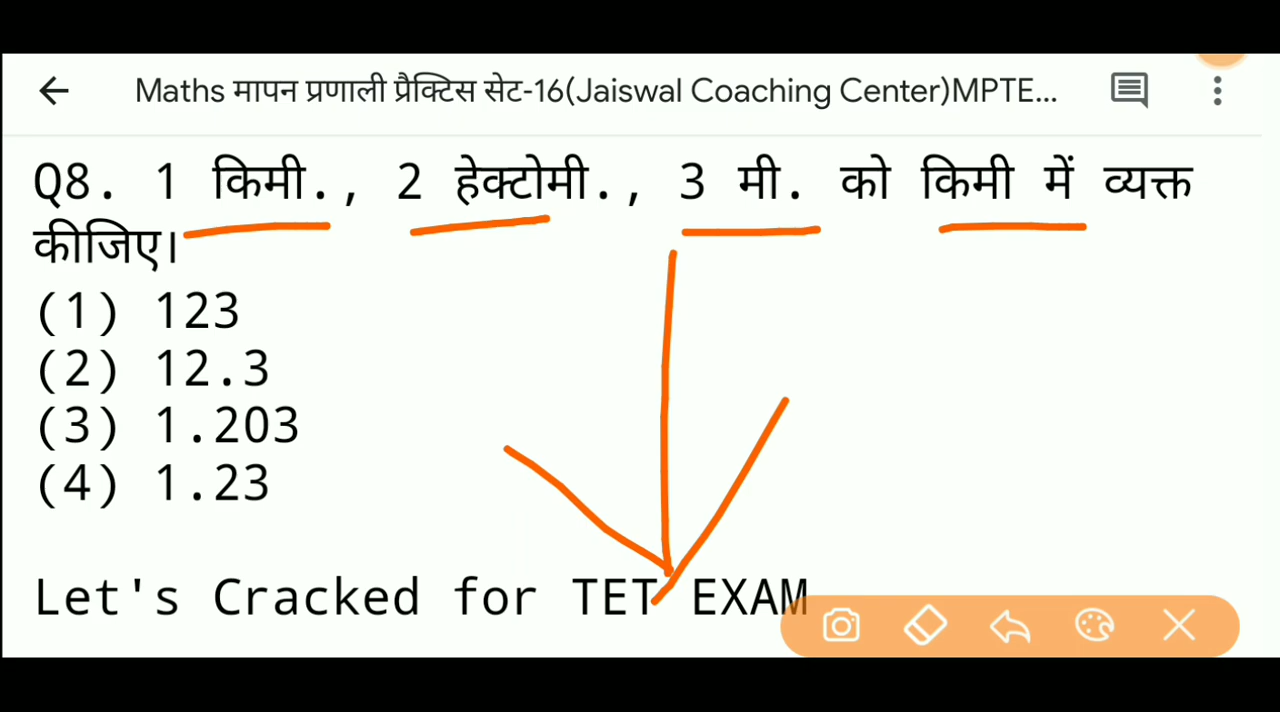 Maths मापन प्रणाली प्रैक्टिस सेट-16(Jaiswal Coaching Center)MPTE...
Q8. 1 किमी., 2 हेक्टोमी., 3 मी. को किमी में व्यक्त
कीजिए।
(1) 123
(2) 12.3
(3) 1.203
(4) 1.23
Let's Cracked for TET EXAM